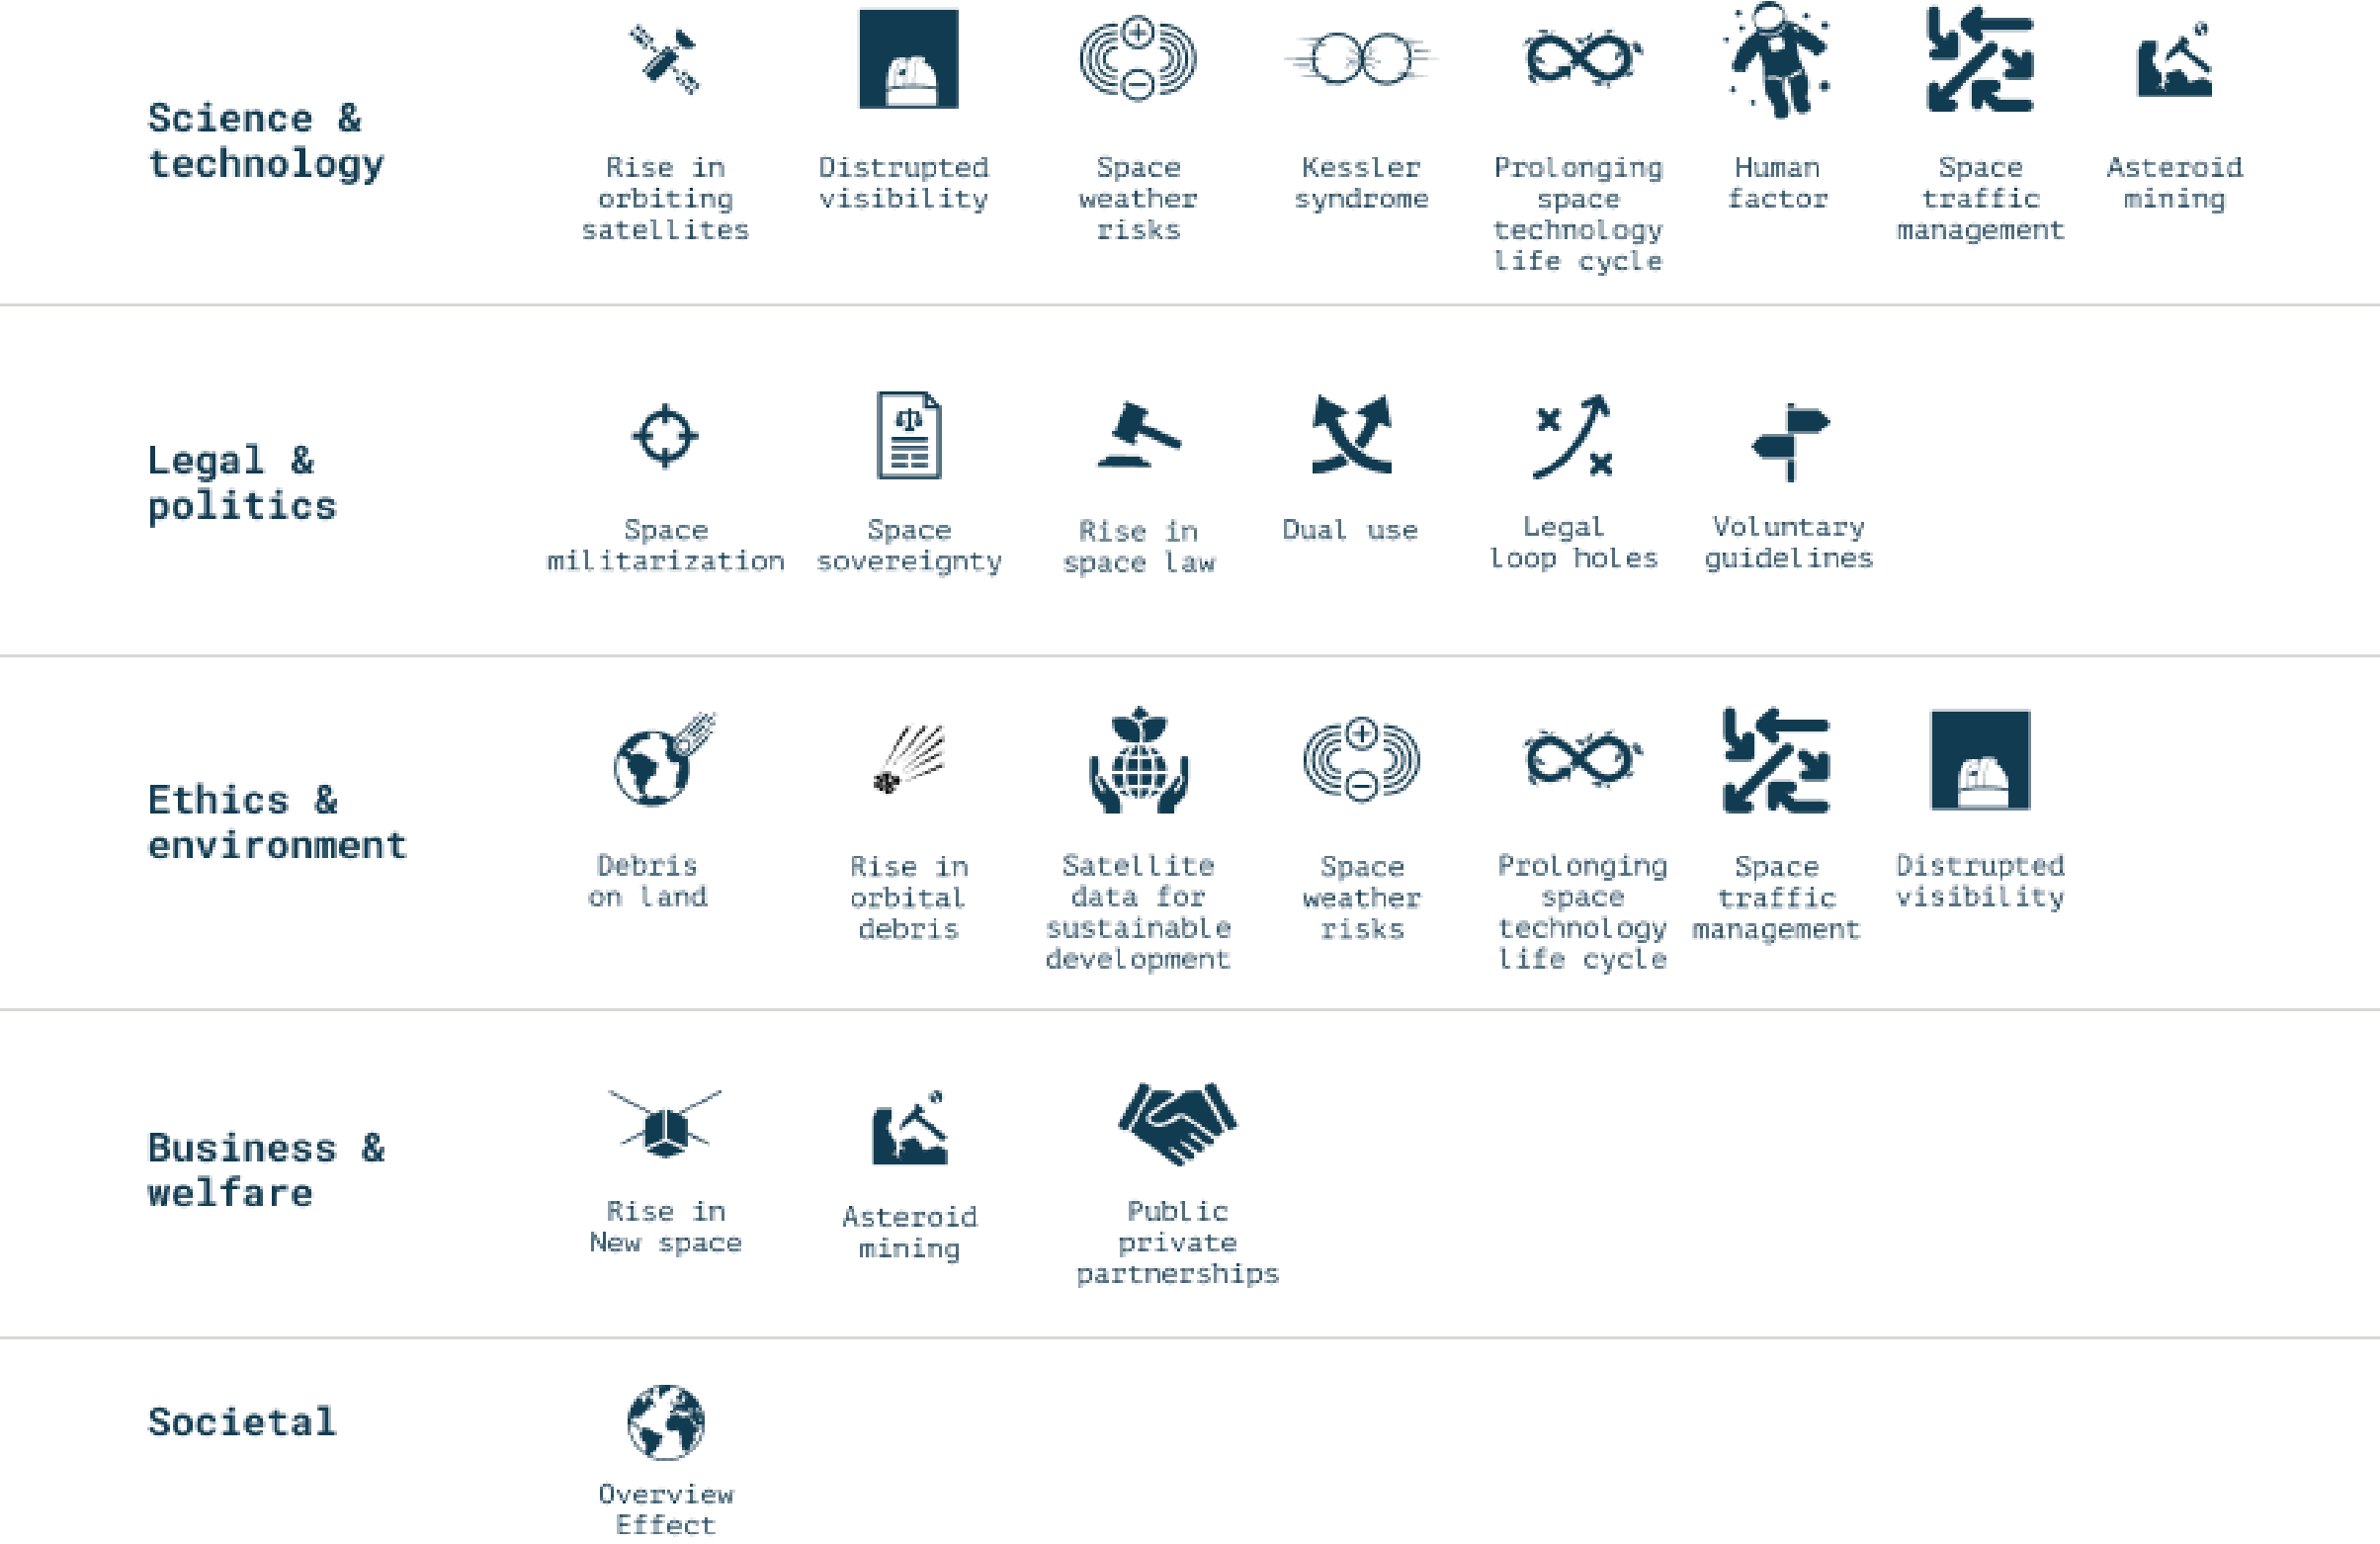 Science &
technology
Rise in
orbiting
satellites
Distrupted
visibility
Space
weather
risks
Kessler
syndrome
Prolonging
space
technology
life cycle
Human
factor
Space
traffic
management
Asteroid
mining
Legal &
politics
Space
militarization
Space
sovereignty
Rise in
space law
Dual use
Legal
loop holes
Voluntary
guidelines
Ethics &
environment
Debris
on land
Rise in
orbital
debris
Satellite
data for
sustainable
development
Space
weather
risks
Prolonging
space
technology
life cycle
Space
traffic
management
Distrupted
visibility
Business &
welfare
Rise in
New space
Asteroid
mining
Public
private
partnerships
Societal
Overview
Effect